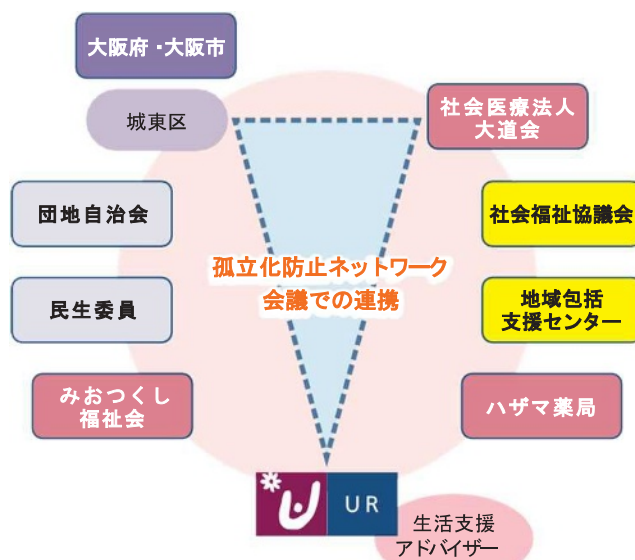 大阪府・大阪市
城東区
社会医療法人
大道会
団地自治会
社会福祉協議会
孤立化防止ネットワーク
会議での連携
民生委員
地域包括
支援センター
みおつくし
福祉会
ハザマ薬局
UR
生活支援
アドバイザー